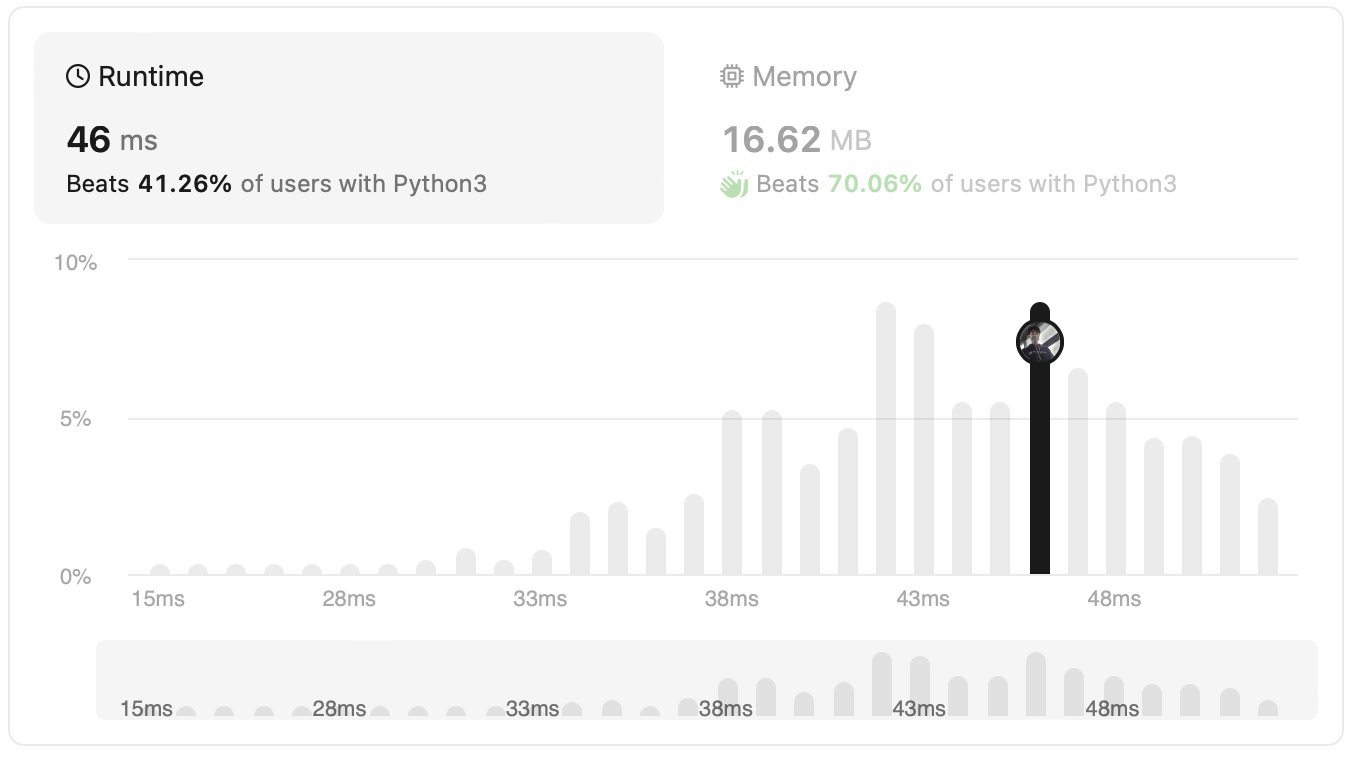 Runtime
46 ms
Beats 41.26% of users with Python3
Memory
16.62 MB
Beats 70.06% of users with Python3
10%
5%
0%
15ms 28ms 33ms 38ms 43ms 48ms
15ms 28ms 33ms 38ms 43ms 48ms